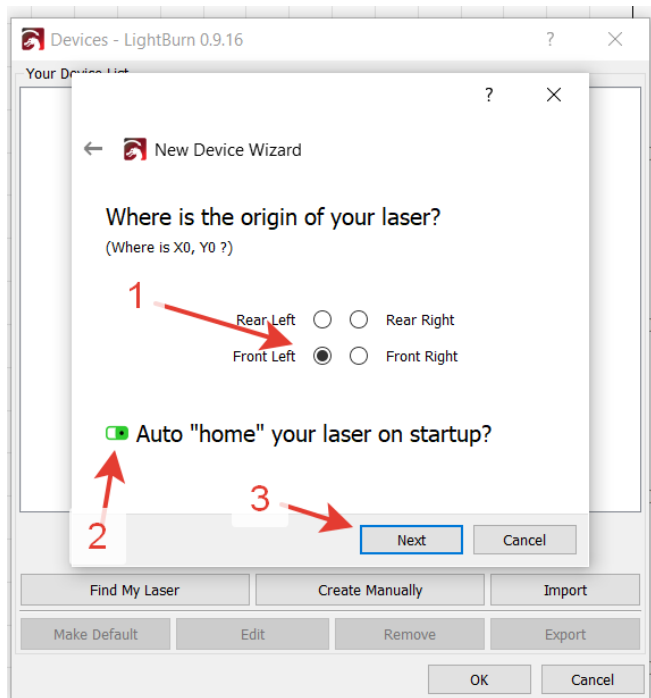 Devices - LightBurn 0.9.16
?
Your Device List
?
New Device Wizard
Where is the origin of your laser?
(Where is X0, Y0 ?)
1
Rear Left Rear Right
Front Left Front Right
Auto "home" your laser on startup?
2
3
Next Cancel
Find My Laser Create Manually Import
Make Default Edit Remove Export
OK Cancel